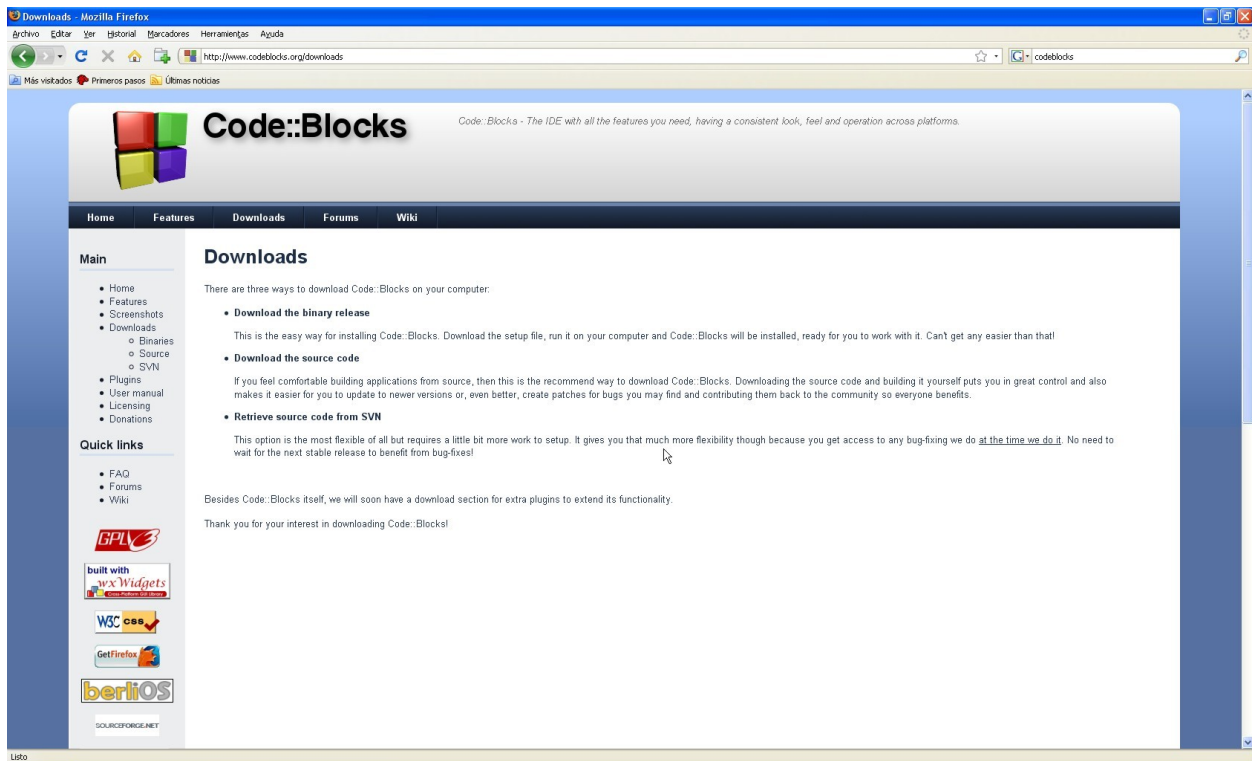 Downloads - Mozilla Firefox
Archivo Editar Ver Historial Marcadores Herramientas Ayuda
http://www.codeblocks.org/downloads
codeblocks
Más visitados Primeros pasos Últimas noticias
Code::Blocks
Code::Blocks - The IDE with all the features you need, having a consistent look, feel and operation across platforms.
Home Features Downloads Forums Wiki
Main
Home
Features
Screenshots
Downloads
Binaries
Source
SVN
Plugins
User manual
Licensing
Donations
Quick links
FAQ
Forums
Wiki
GPLV3
built with
wxWidgets
Cross-Platform GUI Library
W3C css
GetFirefox
berliOS
SOURCEFORGE.NET
Downloads
There are three ways to download Code::Blocks on your computer:
Download the binary release
This is the easy way for installing Code::Blocks. Download the setup file, run it on your computer and Code::Blocks will be installed, ready for you to work with it. Can't get any easier than that!
Download the source code
If you feel comfortable building applications from source, then this is the recommend way to download Code::Blocks. Downloading the source code and building it yourself puts you in great control and also
makes it easier for you to update to newer versions or, even better, create patches for bugs you may find and contributing them back to the community so everyone benefits.
Retrieve source code from SVN
This option is the most flexible of all but requires a little bit more work to setup. It gives you that much more flexibility though because you get access to any bug-fixing we do at the time we do it. No need to
wait for the next stable release to benefit from bug-fixes!
Besides Code::Blocks itself, we will soon have a download section for extra plugins to extend its functionality.
Thank you for your interest in downloading Code::Blocks!
Listo